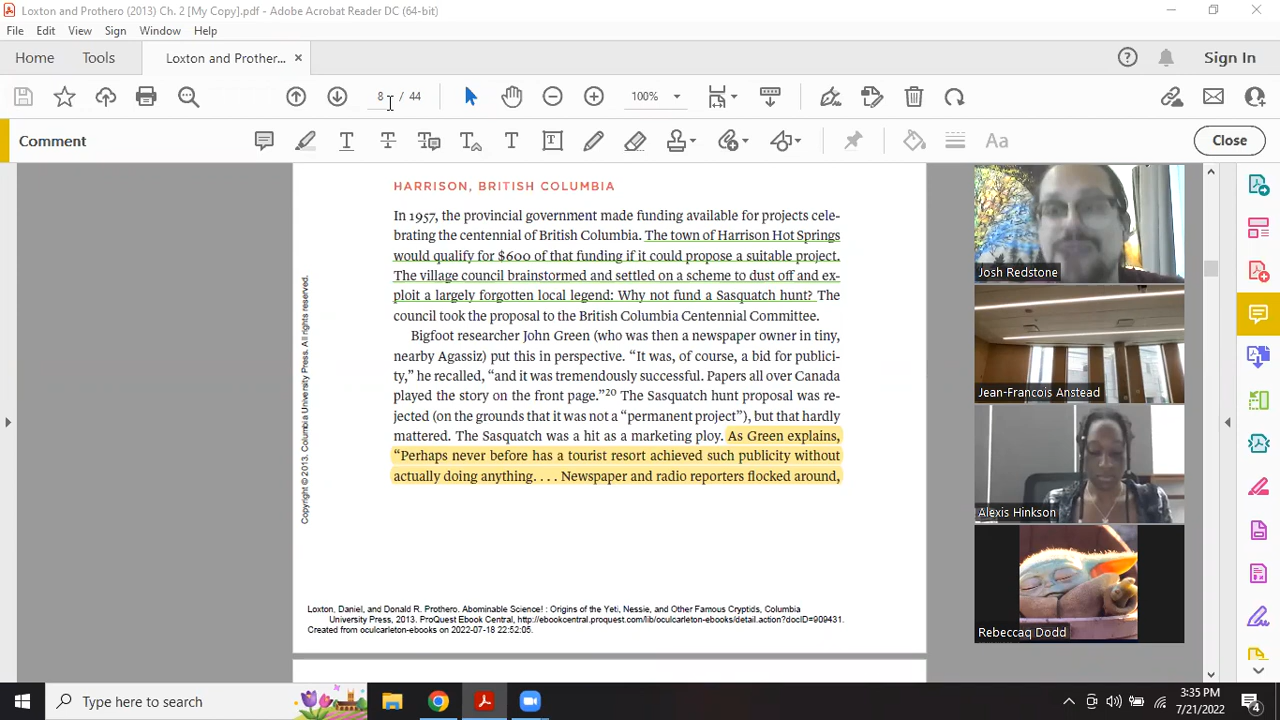 Loxton and Prothero (2013) Ch. 2 [My Copy].pdf - Adobe Acrobat Reader DC (64-bit)
File Edit View Sign Window Help
Home Tools Loxton and Prother... ×
Sign In
8 / 44
100%
Comment
Close
HARRISON, BRITISH COLUMBIA
In 1957, the provincial government made funding available for projects cele-
brating the centennial of British Columbia. The town of Harrison Hot Springs
would qualify for $600 of that funding if it could propose a suitable project.
The village council brainstormed and settled on a scheme to dust off and ex-
ploit a largely forgotten local legend: Why not fund a Sasquatch hunt? The
council took the proposal to the British Columbia Centennial Committee.
Bigfoot researcher John Green (who was then a newspaper owner in tiny,
nearby Agassiz) put this in perspective. “It was, of course, a bid for publici-
ty,” he recalled, “and it was tremendously successful. Papers all over Canada
played the story on the front page.”20 The Sasquatch hunt proposal was re-
jected (on the grounds that it was not a “permanent project”), but that hardly
mattered. The Sasquatch was a hit as a marketing ploy. As Green explains,
“Perhaps never before has a tourist resort achieved such publicity without
actually doing anything. . . . Newspaper and radio reporters flocked around,
Copyright © 2013. Columbia University Press. All rights reserved.
Loxton, Daniel, and Donald R. Prothero. Abominable Science! : Origins of the Yeti, Nessie, and Other Famous Cryptids, Columbia
University Press, 2013. ProQuest Ebook Central, http://ebookcentral.proquest.com/lib/oculcarleton-ebooks/detail.action?docID=909431.
Created from oculcarleton-ebooks on 2022-07-18 22:52:05.
Josh Redstone
Jean-Francois Anstead
Alexis Hinkson
Rebeccaq Dodd
Type here to search
3:35 PM
7/21/2022
4